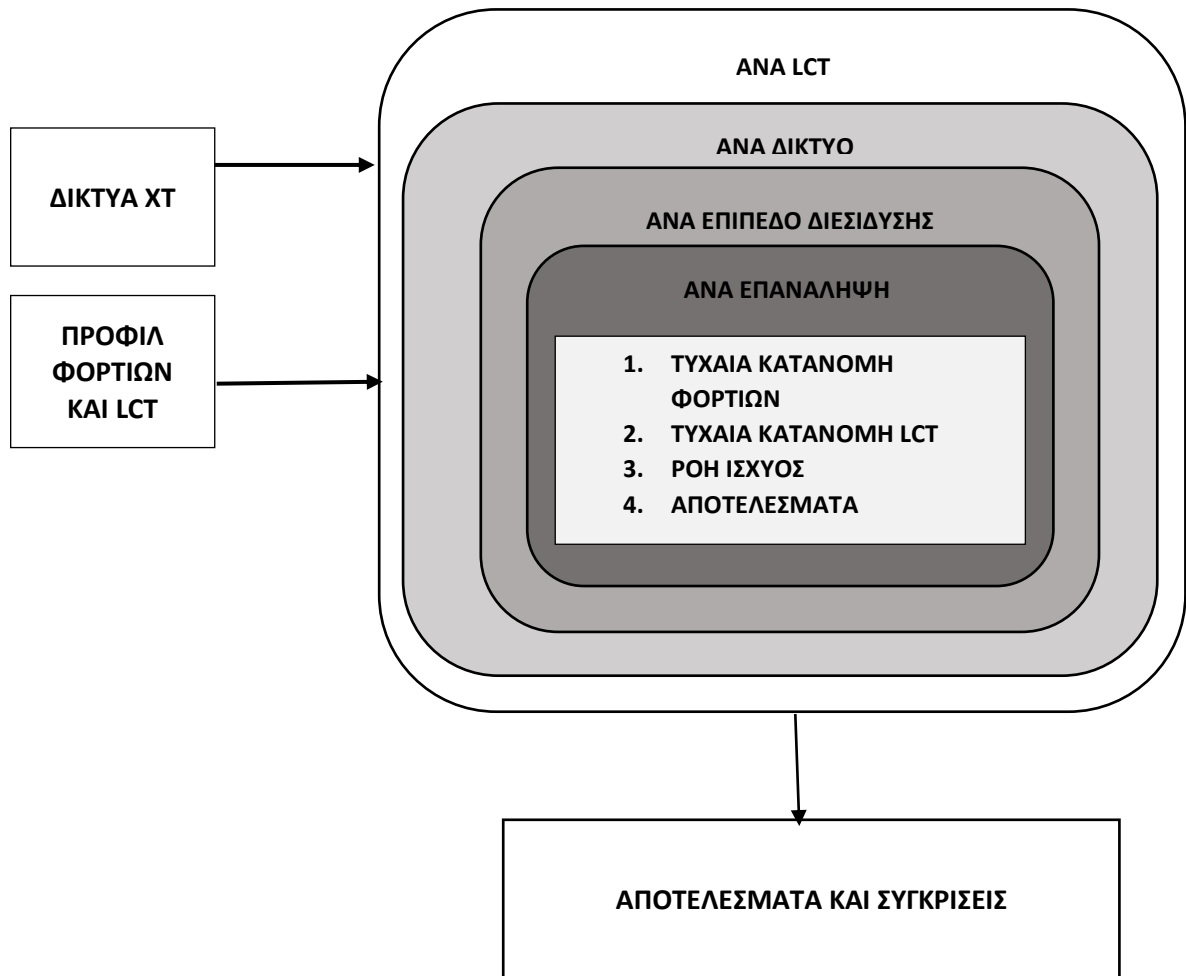 ΑΝΑ LCT
ΑΝΑ ΔΙΚΤΥΟ
ΔΙΚΤΥΑ ΧΤ
ΑΝΑ ΕΠΙΠΕΔΟ ΔΙΕΣΙΔΥΣΗΣ
ΑΝΑ ΕΠΑΝΑΛΗΨΗ
ΠΡΟΦΙΛ
ΦΟΡΤΙΩΝ
ΚΑΙ LCT
1. ΤΥΧΑΙΑ ΚΑΤΑΝΟΜΗ
ΦΟΡΤΙΩΝ
2. ΤΥΧΑΙΑ ΚΑΤΑΝΟΜΗ LCT
3. ΡΟΗ ΙΣΧΥΟΣ
4. ΑΠΟΤΕΛΕΣΜΑΤΑ
ΑΠΟΤΕΛΕΣΜΑΤΑ ΚΑΙ ΣΥΓΚΡΙΣΕΙΣ